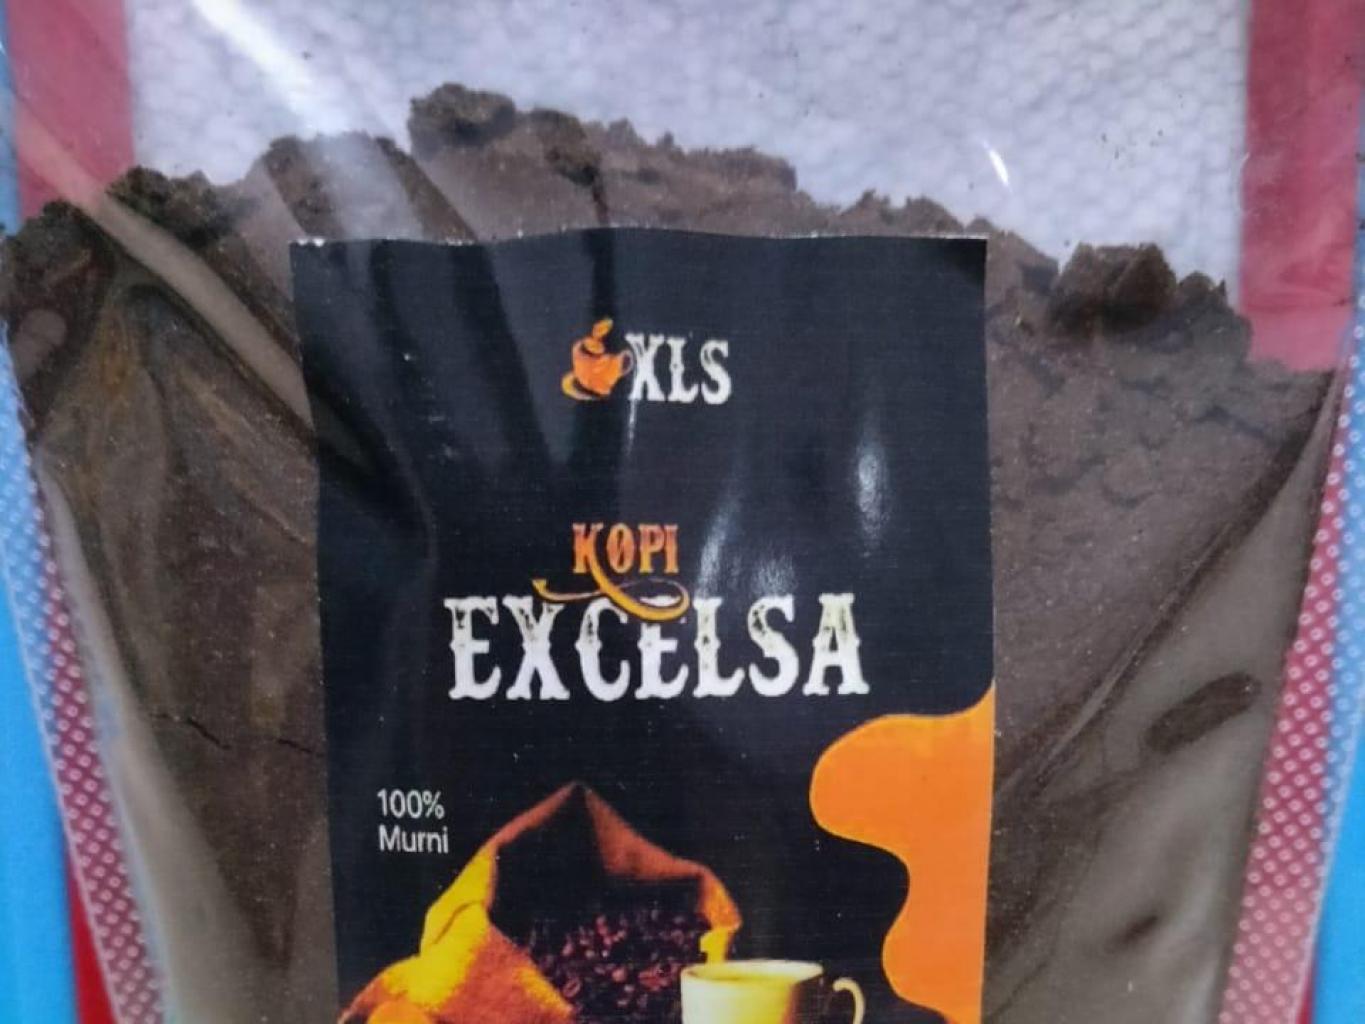 XLS
KOPI
EXCELSA
100%
Murni